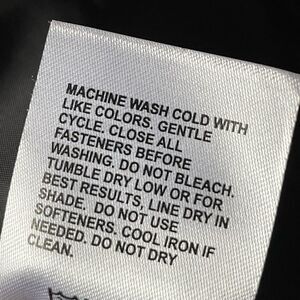 MACHINE WASH COLD WITH
LIKE COLORS, GENTLE
CYCLE. CLOSE ALL
FASTENERS BEFORE
WASHING. DO NOT BLEACH.
TUMBLE DRY LOW OR FOR
BEST RESULTS, LINE DRY IN
SHADE. DO NOT USE
SOFTENERS. COOL IRON IF
NEEDED. DO NOT DRY
CLEAN.